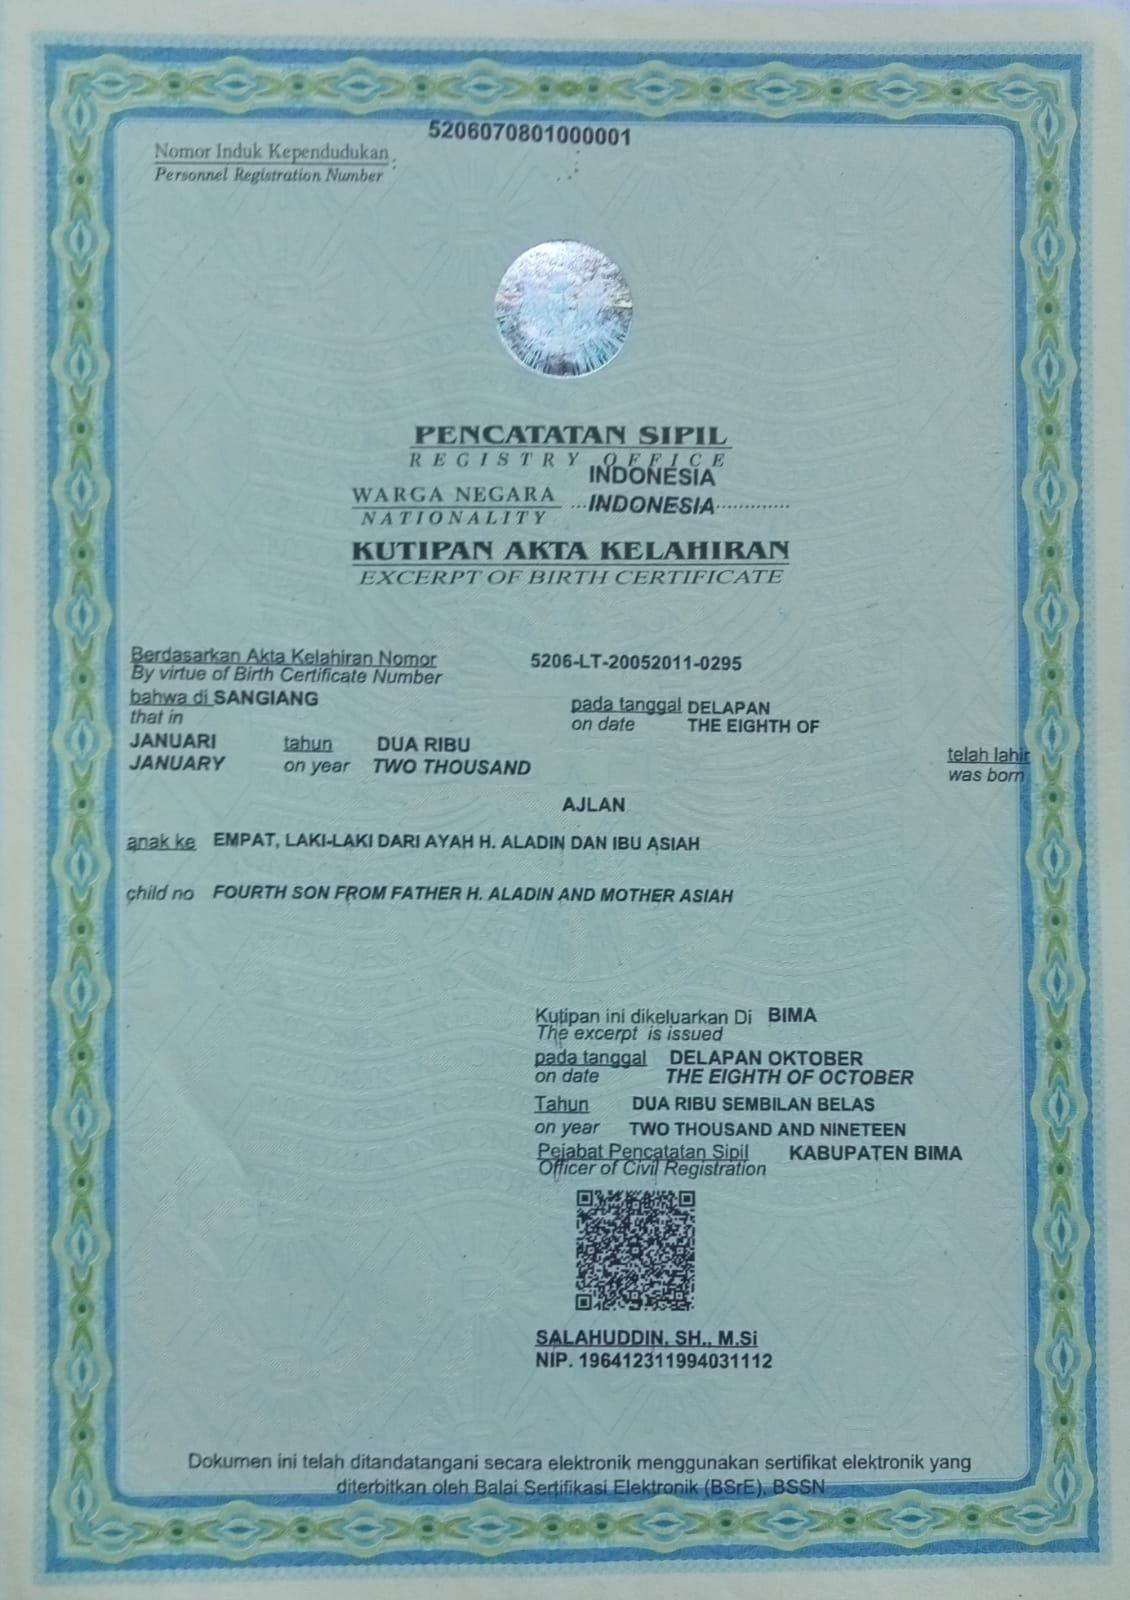 5206070801000001
Nomor Induk Kependudukan :
Personnel Registration Number
PENCATATAN SIPIL
REGISTRY OFFICE
INDONESIA
WARGA NEGARA
NATIONALITY
...INDONESIA.............
KUTIPAN AKTA KELAHIRAN
EXCERPT OF BIRTH CERTIFICATE
Berdasarkan Akta Kelahiran Nomor 5206-LT-20052011-0295
By virtue of Birth Certificate Number
bahwa di SANGIANG pada tanggal DELAPAN
that in on date THE EIGHTH OF
JANUARI tahun DUA RIBU telah lahir
JANUARY on year TWO THOUSAND was born
AJLAN
anak ke EMPAT, LAKI-LAKI DARI AYAH H. ALADIN DAN IBU ASIAH
child no FOURTH SON FROM FATHER H. ALADIN AND MOTHER ASIAH
Kutipan ini dikeluarkan Di BIMA
The excerpt is issued
pada tanggal DELAPAN OKTOBER
on date THE EIGHTH OF OCTOBER
Tahun DUA RIBU SEMBILAN BELAS
on year TWO THOUSAND AND NINETEEN
Pejabat Pencatatan Sipil KABUPATEN BIMA
Officer of Civil Registration
SALAHUDDIN, SH., M.Si
NIP. 196412311994031112
Dokumen ini telah ditandatangani secara elektronik menggunakan sertifikat elektronik yang
diterbitkan oleh Balai Sertifikasi Elektronik (BSrE), BSSN